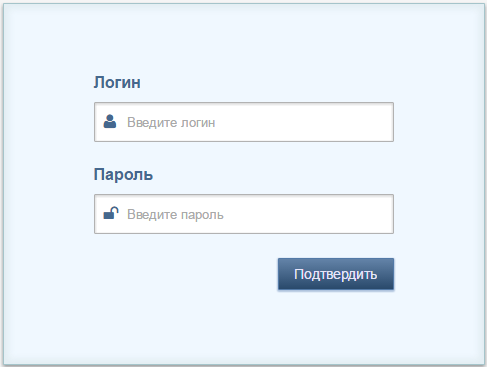 Логин
Введите логин
Пароль
Введите пароль
Подтвердить